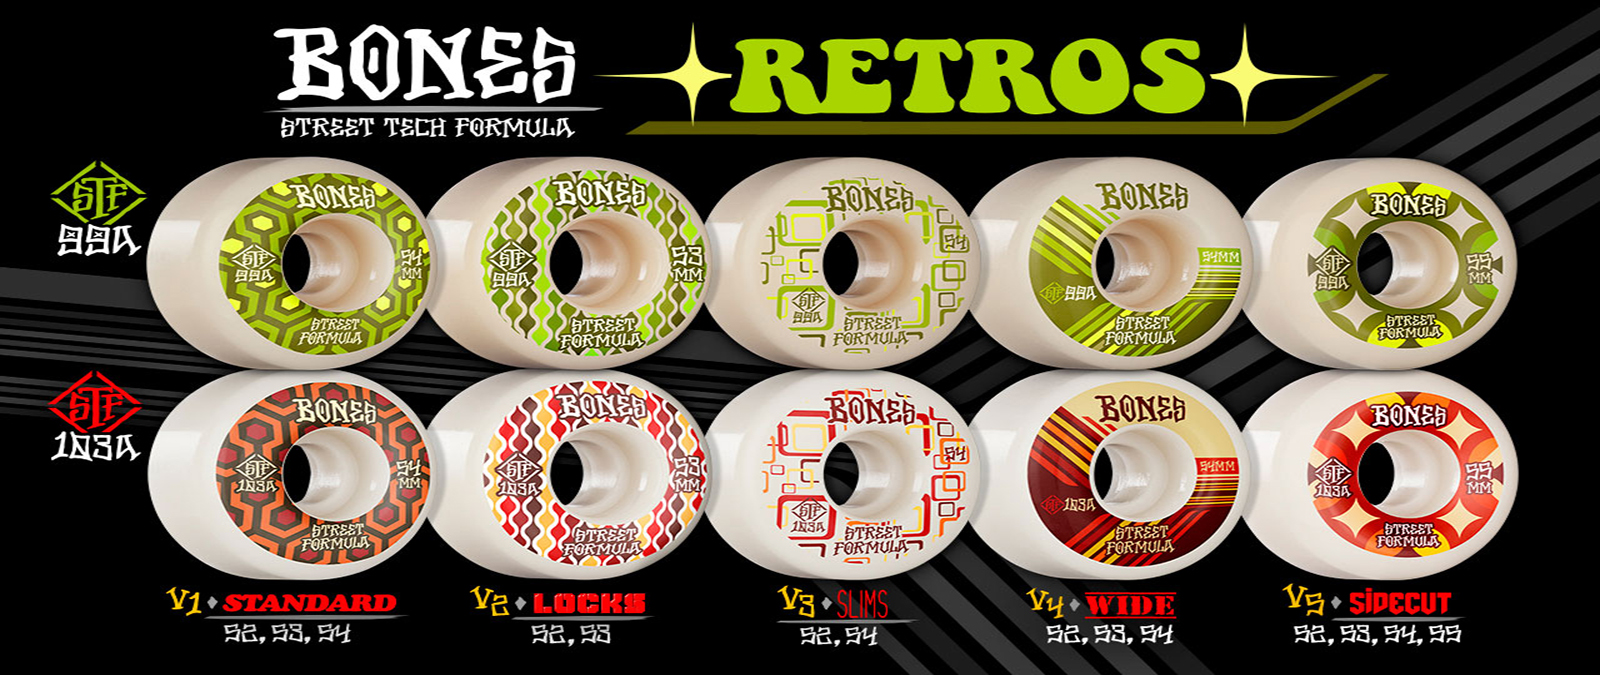 BONES
STREET TECH FORMULA
RETROS
STF
99A
BONES
STF
99A
54
MM
STREET
FORMULA
BONES
STF
99A
53
MM
STREET
FORMULA
BONES
54
STF
99A
STREET
FORMULA
BONES
54MM
STF 99A
STREET
FORMULA
BONES
STF
99A
55
MM
STREET
FORMULA
STF
103A
BONES
STF
103A
54
MM
STREET
FORMULA
BONES
STF
103A
53
MM
STREET
FORMULA
BONES
54
STF
103A
STREET
FORMULA
BONES
54MM
STF 103A
STREET
FORMULA
BONES
STF
103A
55
MM
STREET
FORMULA
V1 ♦ STANDARD
52, 53, 54
V2 ♦ LOCKS
52, 53
V3 ♦ SLIMS
52, 54
V4 ♦ WIDE
52, 53, 54
V5 ♦ SIDECUT
52, 53, 54, 55